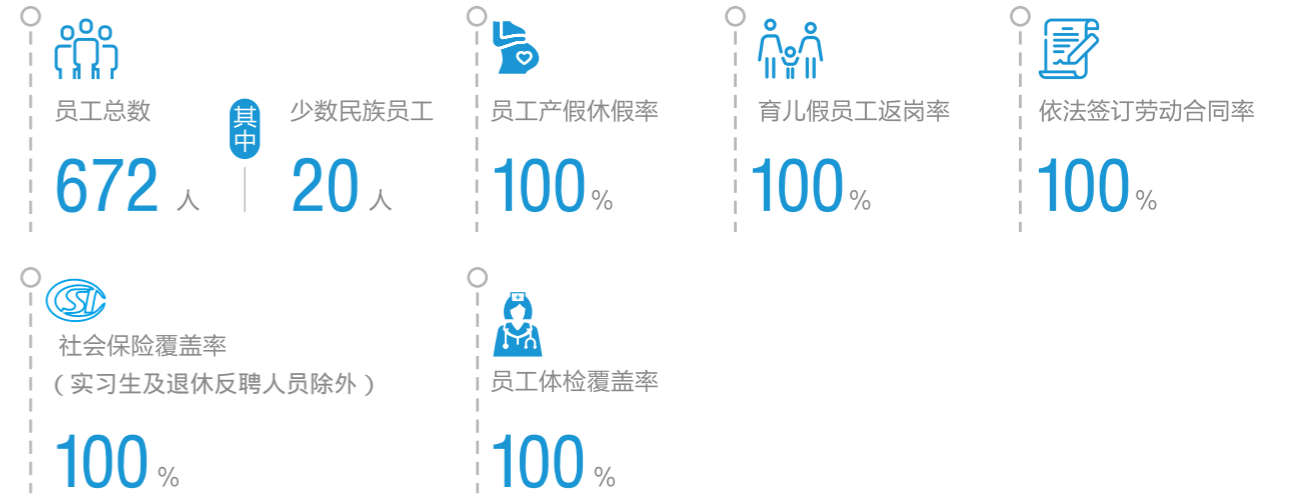 员工总数
其中
少数民族员工
672 人
20 人
员工产假休假率
100 %
育儿假员工返岗率
100 %
依法签订劳动合同率
100 %
社会保险覆盖率
（实习生及退休反聘人员除外）
100 %
员工体检覆盖率
100 %